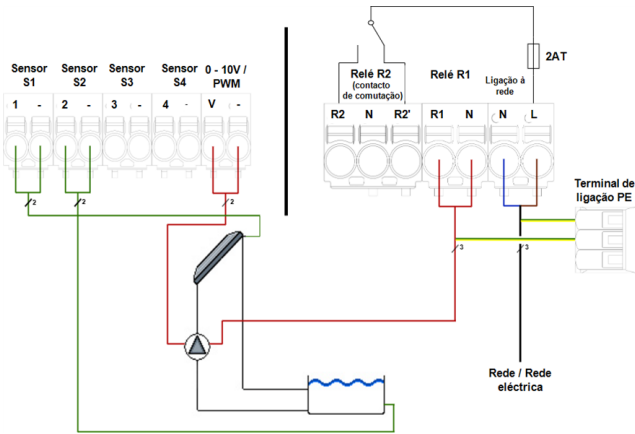 2AT
Sensor
S1
Sensor
S2
Sensor
S3
Sensor
S4
0 - 10V /
PWM
Relé R2
(contacto
de comutação)
Relé R1
Ligação á
rede
1 - 2 - 3 - 4 - V -
R2 N R2' R1 N N L
Terminal de
ligação PE
2 2 2
3 3
Rede / Rede
eléctrica